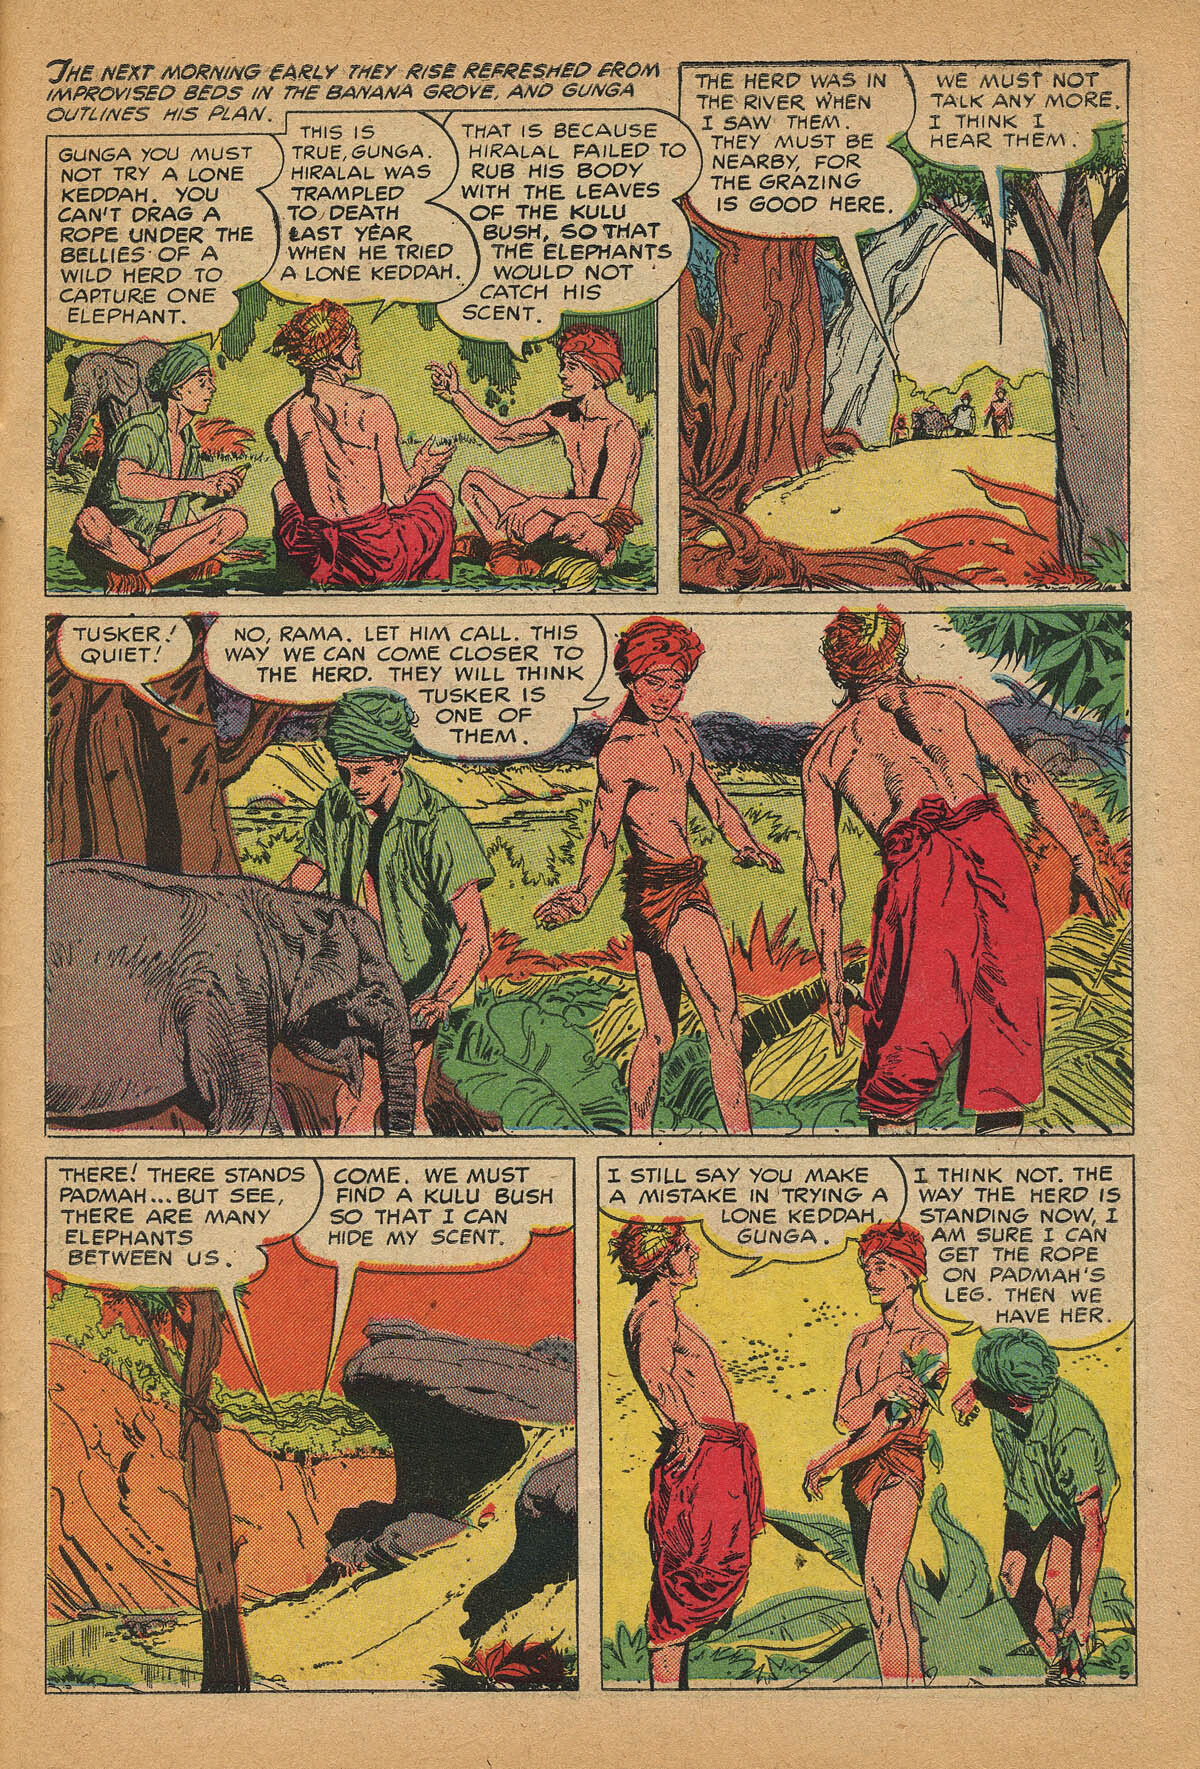 THE NEXT MORNING EARLY THEY RISE REFRESHED FROM
IMPROVISED BEDS IN THE BANANA GROVE, AND GUNGA
OUTLINES HIS PLAN.
GUNGA YOU MUST
NOT TRY A LONE
KEDDAH. YOU
CAN'T DRAG A
ROPE UNDER THE
BELLIES OF A
WILD HERD TO
CAPTURE ONE
ELEPHANT.
THIS IS
TRUE, GUNGA.
HIRALAL WAS
TRAMPLED
TO DEATH
LAST YEAR
WHEN HE TRIED
A LONE KEDDAH.
THAT IS BECAUSE
HIRALAL FAILED TO
RUB HIS BODY
WITH THE LEAVES
OF THE KULU
BUSH, SO THAT
THE ELEPHANTS
WOULD NOT
CATCH HIS
SCENT.
THE HERD WAS IN
THE RIVER WHEN
I SAW THEM.
THEY MUST BE
NEARBY, FOR
THE GRAZING
IS GOOD HERE.
WE MUST NOT
TALK ANY MORE.
I THINK I
HEAR THEM.
TUSKER!
QUIET!
NO, RAMA. LET HIM CALL. THIS
WAY WE CAN COME CLOSER TO
THE HERD. THEY WILL THINK
TUSKER IS
ONE OF
THEM.
THERE! THERE STANDS
PADMAH... BUT SEE,
THERE ARE MANY
ELEPHANTS
BETWEEN US.
COME. WE MUST
FIND A KULU BUSH
SO THAT I CAN
HIDE MY SCENT.
I STILL SAY YOU MAKE
A MISTAKE IN TRYING A
LONE KEDDAH,
GUNGA.
I THINK NOT. THE
WAY THE HERD IS
STANDING NOW, I
AM SURE I CAN
GET THE ROPE
ON PADMAH'S
LEG. THEN WE
HAVE HER.
5